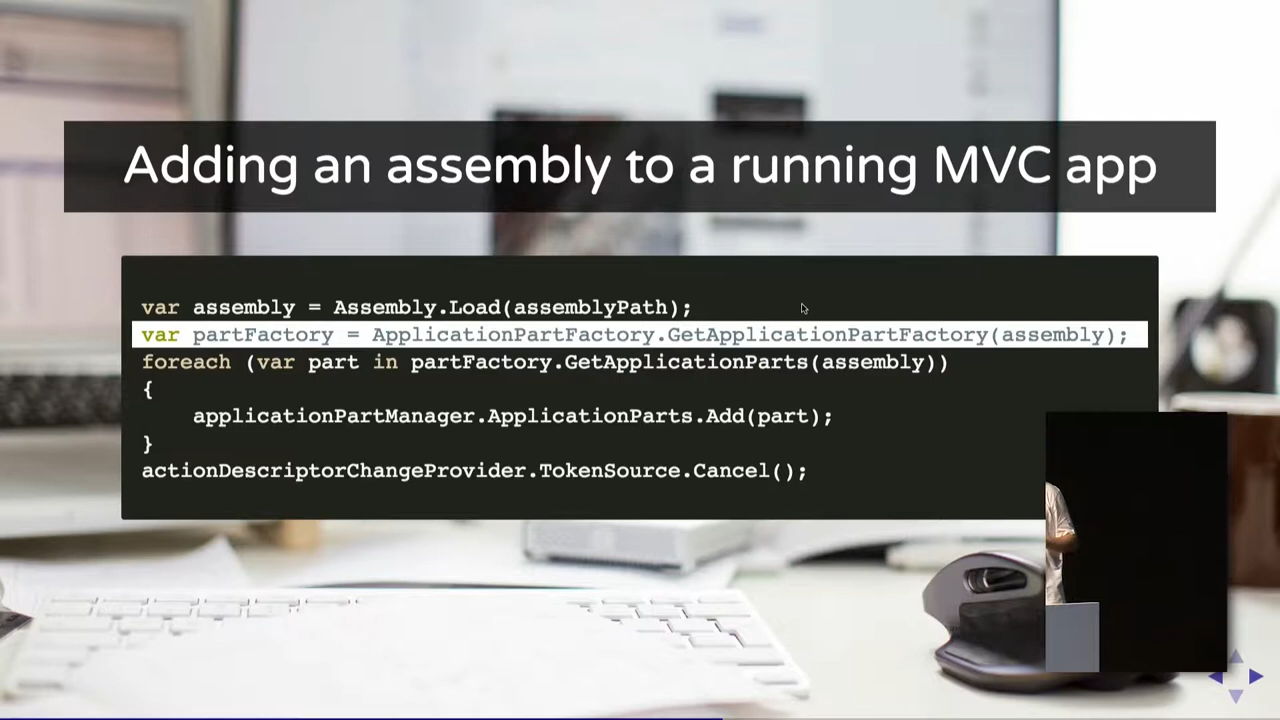 Adding an assembly to a running MVC app
var assembly = Assembly.Load(assemblyPath);
var partFactory = ApplicationPartFactory.GetApplicationPartFactory(assembly);
foreach (var part in partFactory.GetApplicationParts(assembly))
{
    applicationPartManager.ApplicationParts.Add(part);
}
actionDescriptorChangeProvider.TokenSource.Cancel();